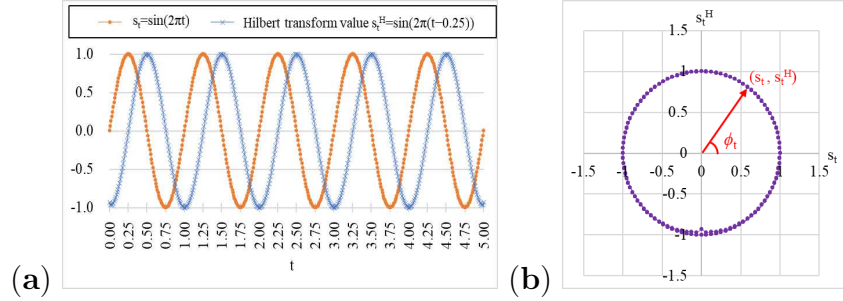 s_t=sin(2πt) Hilbert transform value s_t^H=sin(2π(t−0.25))
1.0
0.5
0.0
-0.5
-1.0
0.00 0.25 0.50 0.75 1.00 1.25 1.50 1.75 2.00 2.25 2.50 2.75 3.00 3.25 3.50 3.75 4.00 4.25 4.50 4.75 5.00
t
(a)
s_t^H
1.5
1
0.5
0
-0.5
-1
-1.5
(s_t , s_t^H)
ϕ_t
s_t
-1.5 -1 -0.5 0 0.5 1 1.5
(b)